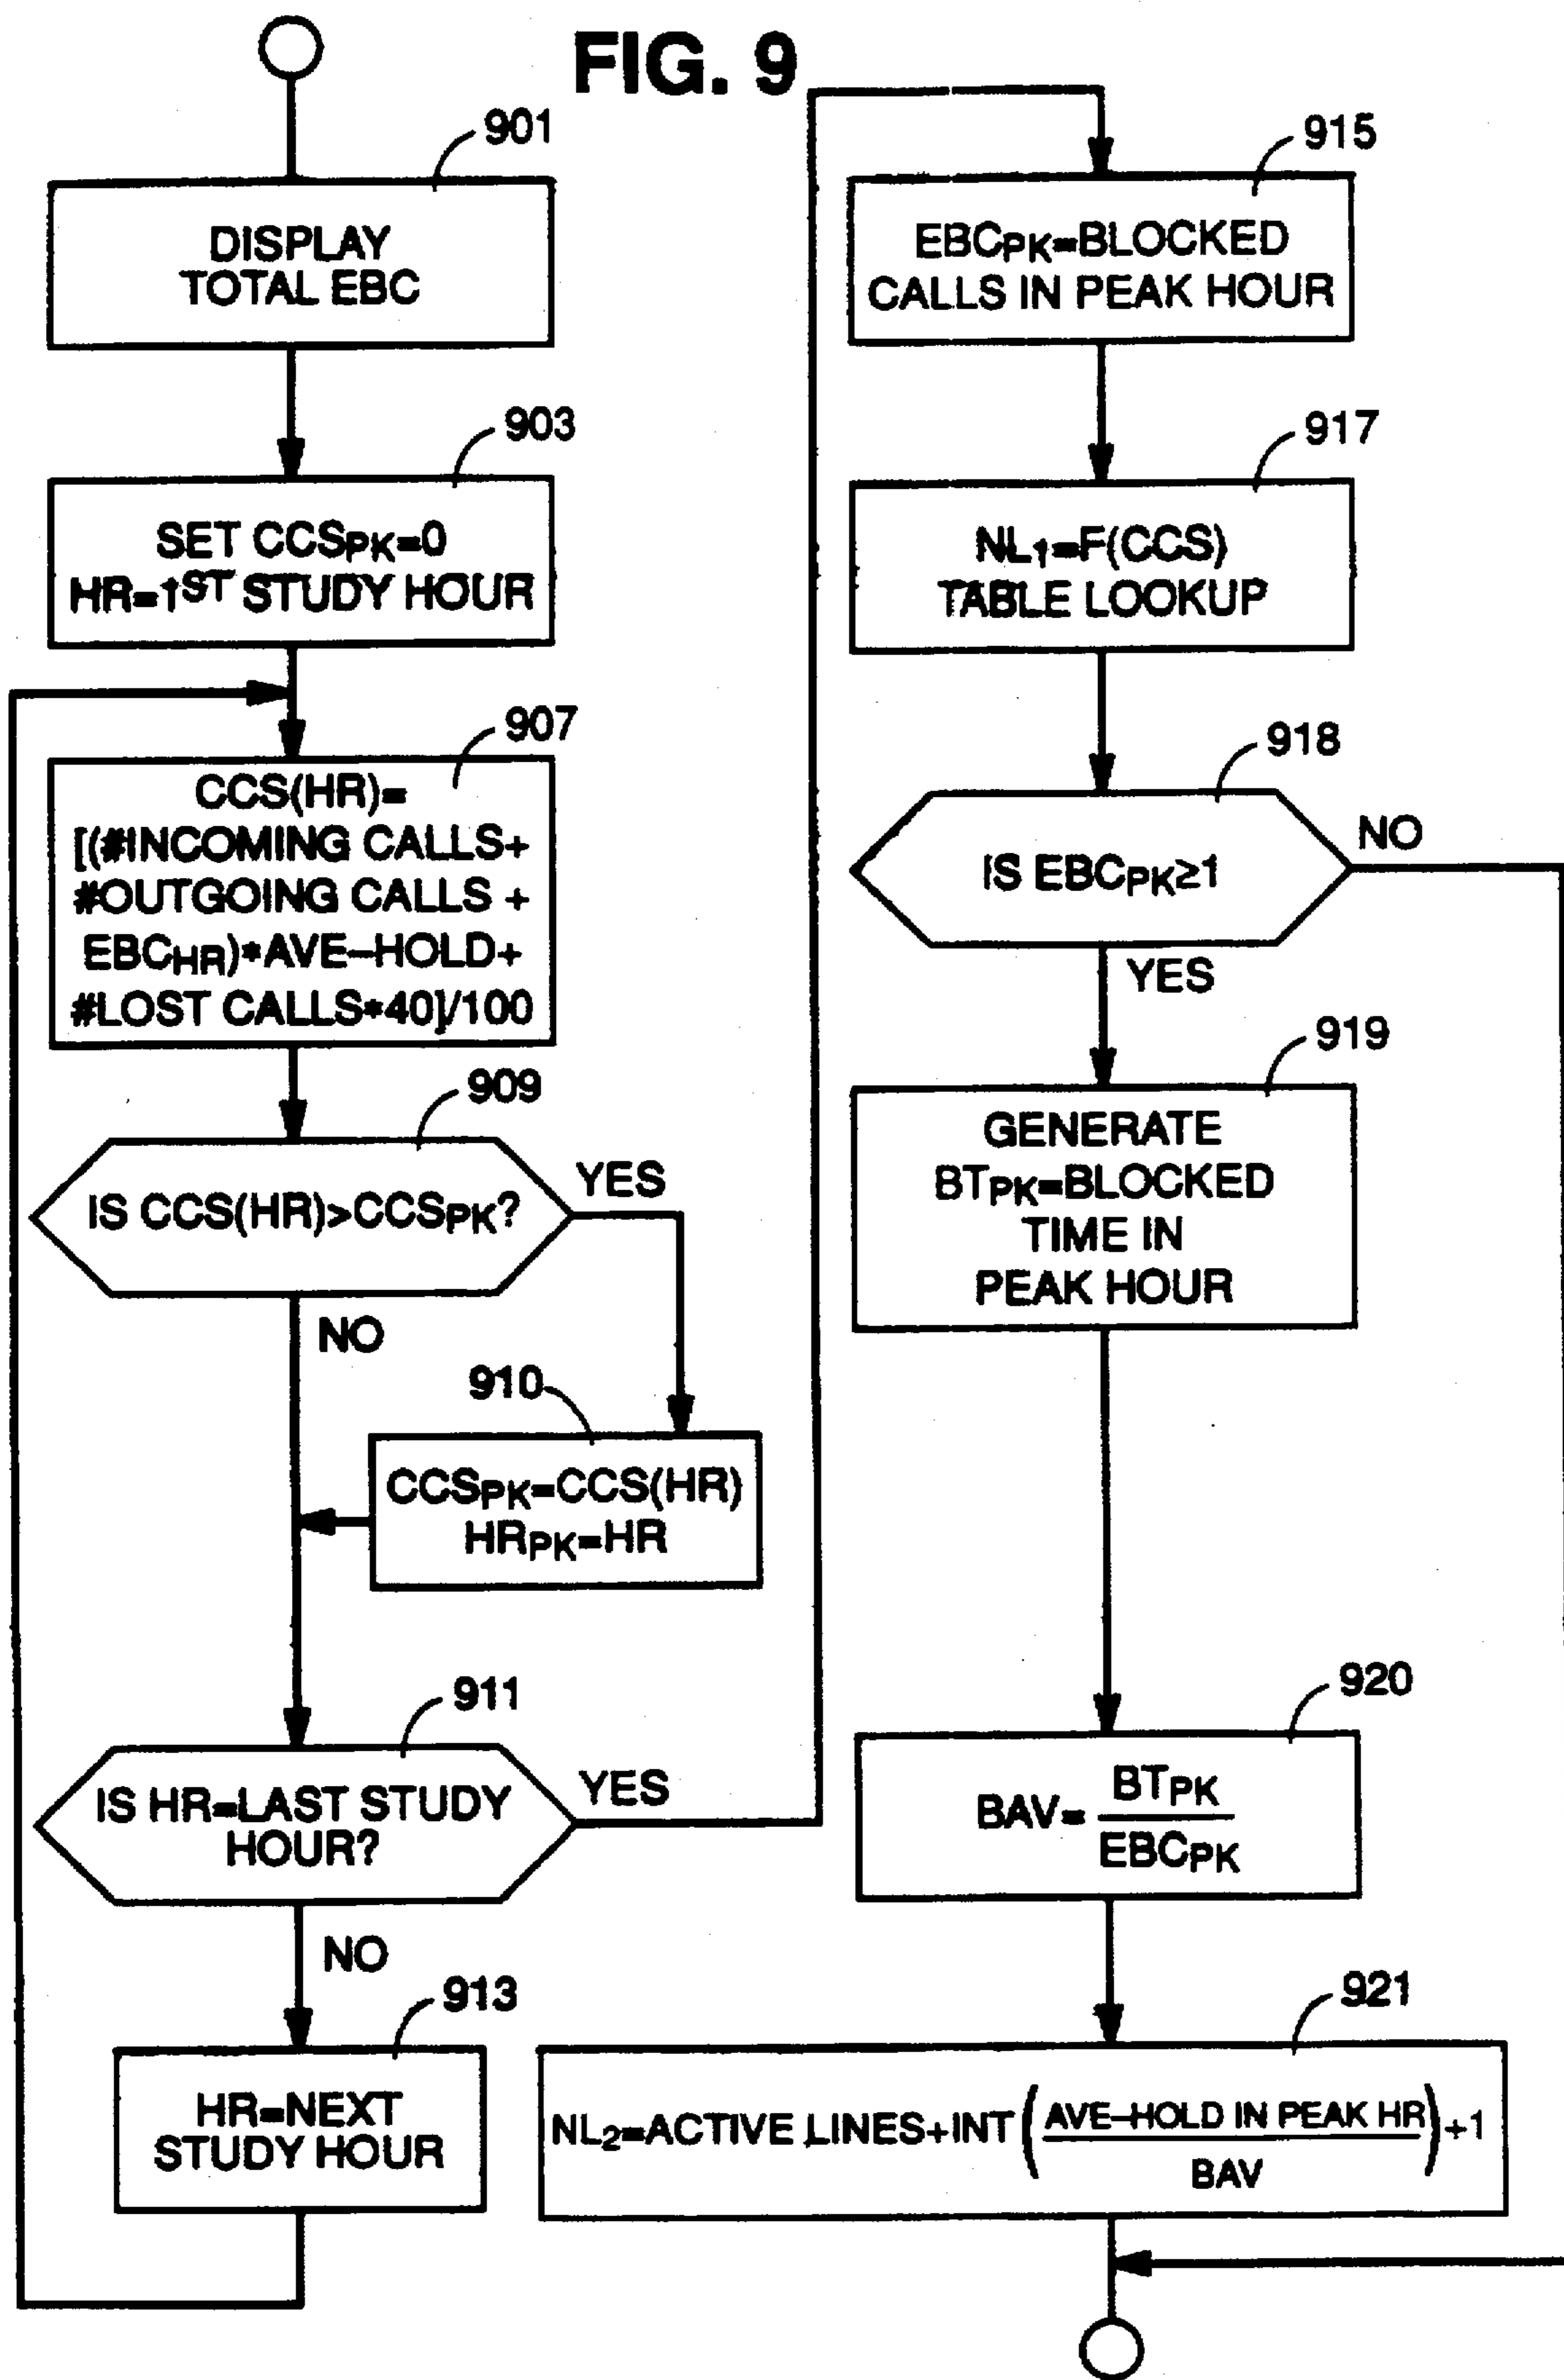 FIG. 9
901
DISPLAY
TOTAL EBC
903
SET CCSPK=0
HR=1ST STUDY HOUR
907
CCS(HR)=
[(#INCOMING CALLS+
#OUTGOING CALLS +
EBCHR)*AVE-HOLD+
#LOST CALLS*40]/100
909
IS CCS(HR)>CCSPK?
YES
NO
910
CCSPK=CCS(HR)
HRPK=HR
911
IS HR=LAST STUDY
HOUR?
YES
NO
913
HR=NEXT
STUDY HOUR
915
EBCPK=BLOCKED
CALLS IN PEAK HOUR
917
NL1=F(CCS)
TABLE LOOKUP
918
IS EBCPK≥1
NO
YES
919
GENERATE
BTPK=BLOCKED
TIME IN
PEAK HOUR
920
BAV= BTPK
EBCPK
921
NL2=ACTIVE LINES+INT(AVE-HOLD IN PEAK HR)+1
BAV